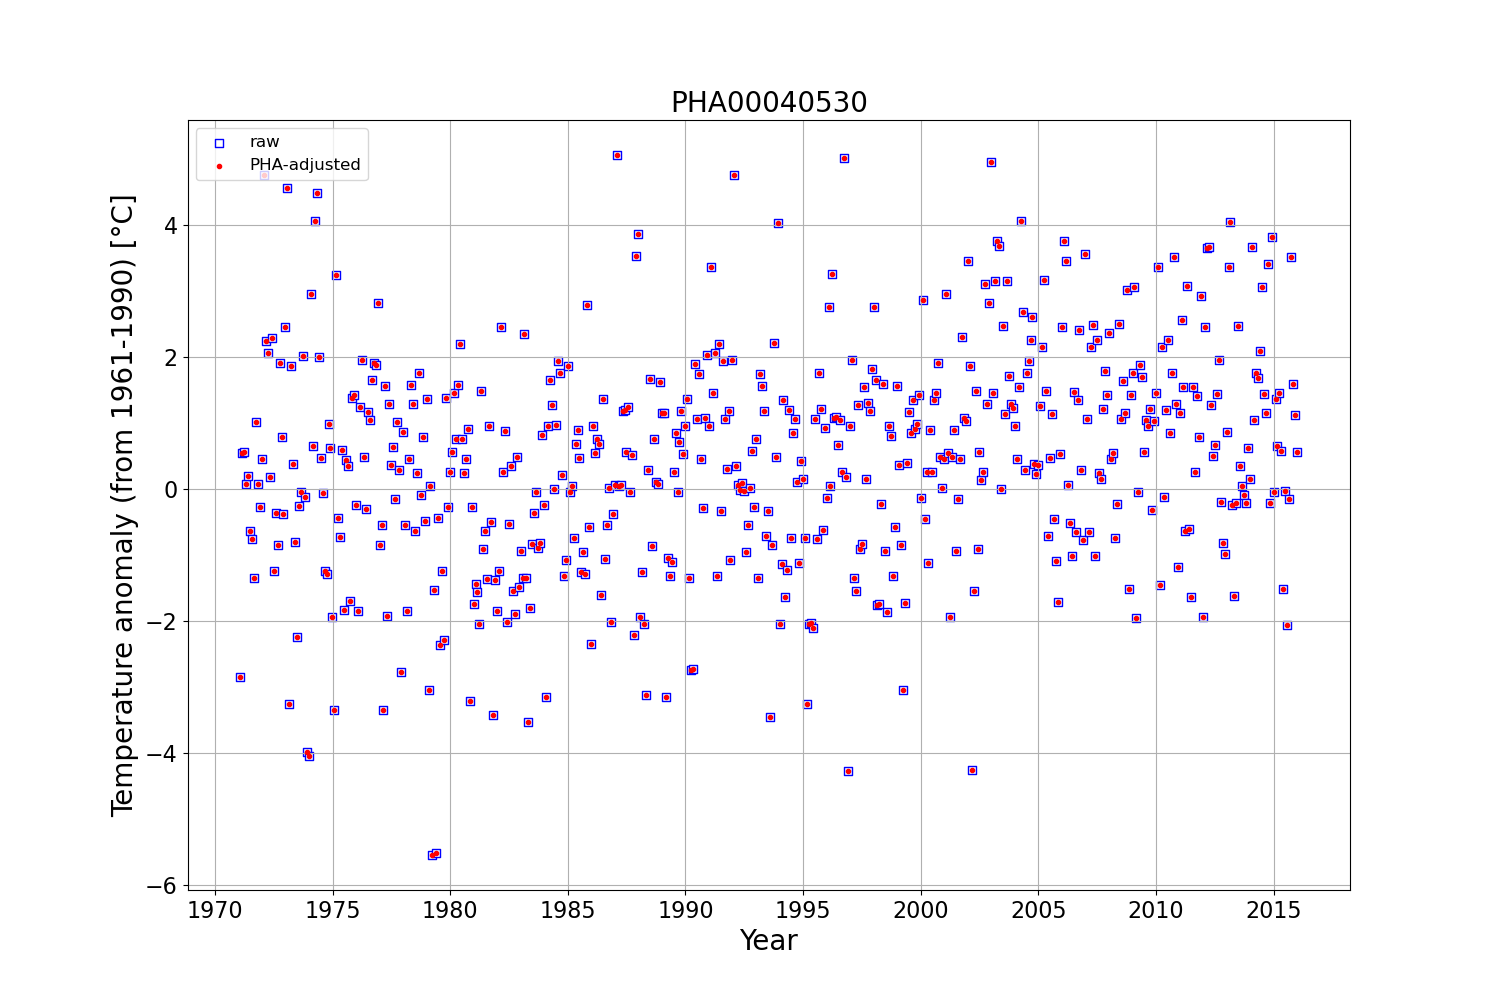 PHA00040530
raw
PHA-adjusted
Temperature anomaly (from 1961-1990) [°C]
4
2
0
−2
−4
−6
1970 1975 1980 1985 1990 1995 2000 2005 2010 2015
Year